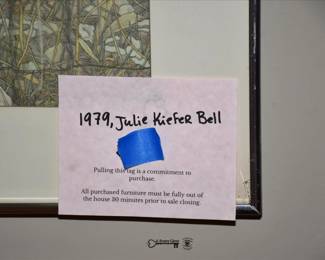 1979, Julie Kiefer Bell
Pulling this tag is a commitment to
purchase.
All purchased furniture must be fully out of
the house 30 minutes prior to sale closing.